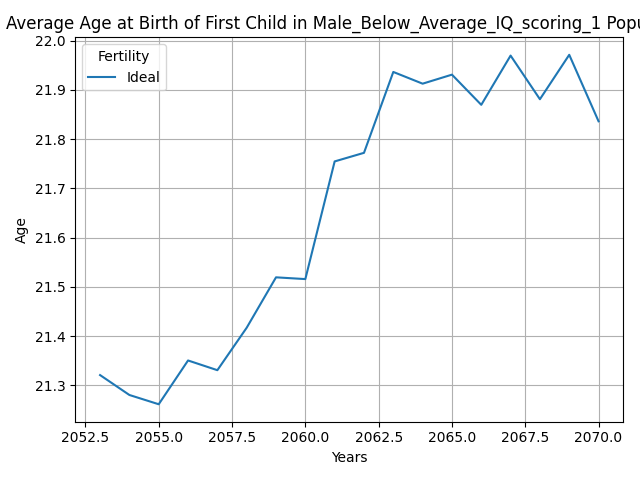 Average Age at Birth of First Child in Male_Below_Average_IQ_scoring_1
Fertility
Ideal
22.0
21.9
21.8
21.7
21.6
21.5
21.4
21.3
Age
2052.5 2055.0 2057.5 2060.0 2062.5 2065.0 2067.5 2070.0
Years